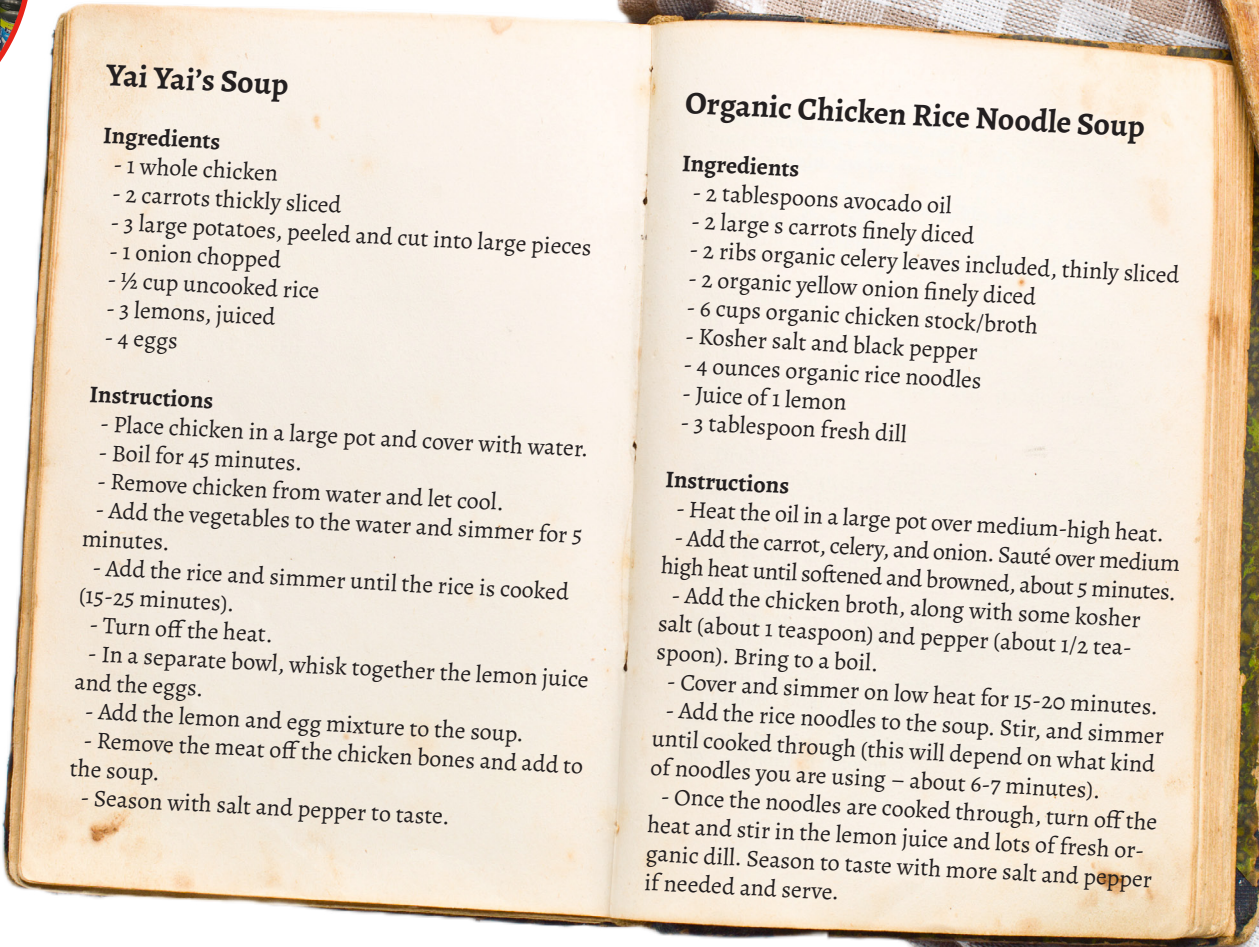 Yai Yai's Soup
Ingredients
- 1 whole chicken
- 2 carrots thickly sliced
- 3 large potatoes, peeled and cut into large pieces
- 1 onion chopped
- ½ cup uncooked rice
- 3 lemons, juiced
- 4 eggs
Instructions
- Place chicken in a large pot and cover with water.
- Boil for 45 minutes.
- Remove chicken from water and let cool.
- Add the vegetables to the water and simmer for 5
minutes.
- Add the rice and simmer until the rice is cooked
(15-25 minutes).
- Turn off the heat.
- In a separate bowl, whisk together the lemon juice
and the eggs.
- Add the lemon and egg mixture to the soup.
- Remove the meat off the chicken bones and add to
the soup.
- Season with salt and pepper to taste.
Organic Chicken Rice Noodle Soup
Ingredients
- 2 tablespoons avocado oil
- 2 large s carrots finely diced
- 2 ribs organic celery leaves included, thinly sliced
- 2 organic yellow onion finely diced
- 6 cups organic chicken stock/broth
- Kosher salt and black pepper
- 4 ounces organic rice noodles
- Juice of 1 lemon
- 3 tablespoon fresh dill
Instructions
- Heat the oil in a large pot over medium-high heat.
- Add the carrot, celery, and onion. Sauté over medium
high heat until softened and browned, about 5 minutes.
- Add the chicken broth, along with some kosher
salt (about 1 teaspoon) and pepper (about 1/2 tea-
spoon). Bring to a boil.
- Cover and simmer on low heat for 15-20 minutes.
- Add the rice noodles to the soup. Stir, and simmer
until cooked through (this will depend on what kind
of noodles you are using – about 6-7 minutes).
- Once the noodles are cooked through, turn off the
heat and stir in the lemon juice and lots of fresh or-
ganic dill. Season to taste with more salt and pepper
if needed and serve.